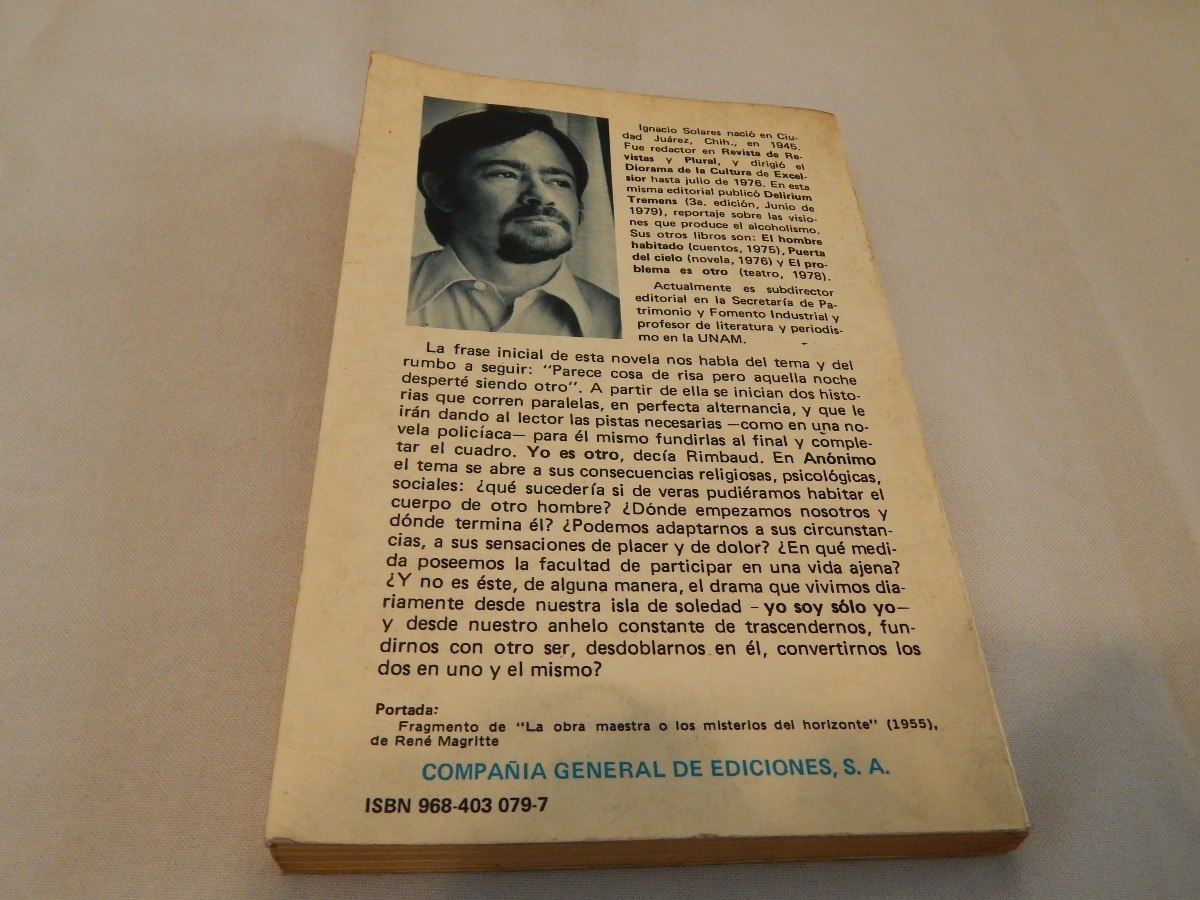 Ignacio Solares nació en Ciu-
dad Juárez, Chih., en 1945.
Fue redactor en Revista de Re-
vistas y Plural, y dirigió el
Diorama de la Cultura de Excel-
sior hasta julio de 1976. En esta
misma editorial publicó Delirium
Tremens (3a. edición, Junio de
1979), reportaje sobre las visio-
nes que produce el alcoholismo.
Sus otros libros son: El hombre
habitado (cuentos, 1975), Puerta
del cielo (novela, 1976) y El pro-
blema es otro (teatro, 1978).
Actualmente es subdirector
editorial en la Secretaría de Pa-
trimonio y Fomento Industrial y
profesor de literatura y periodis-
mo en la UNAM.
La frase inicial de esta novela nos habla del tema y del
rumbo a seguir: "Parece cosa de risa pero aquella noche
desperté siendo otro". A partir de ella se inician dos histo-
rias que corren paralelas, en perfecta alternancia, y que le
irán dando al lector las pistas necesarias —como en una no-
vela policíaca— para él mismo fundirlas al final y comple-
tar el cuadro. Yo es otro, decía Rimbaud. En Anónimo
el tema se abre a sus consecuencias religiosas, psicológicas,
sociales: ¿qué sucedería si de veras pudiéramos habitar el
cuerpo de otro hombre? ¿Dónde empezamos nosotros y
dónde termina él? ¿Podemos adaptarnos a sus circunstan-
cias, a sus sensaciones de placer y de dolor? ¿En qué medi-
da poseemos la facultad de participar en una vida ajena?
¿Y no es éste, de alguna manera, el drama que vivimos dia-
riamente desde nuestra isla de soledad - yo soy sólo yo—
y desde nuestro anhelo constante de trascendernos, fun-
dirnos con otro ser, desdoblarnos en él, convertirnos los
dos en uno y el mismo?
Portada:
Fragmento de "La obra maestra o los misterios del horizonte" (1955),
de René Magritte
COMPAÑIA GENERAL DE EDICIONES, S. A.
ISBN 968-403 079-7